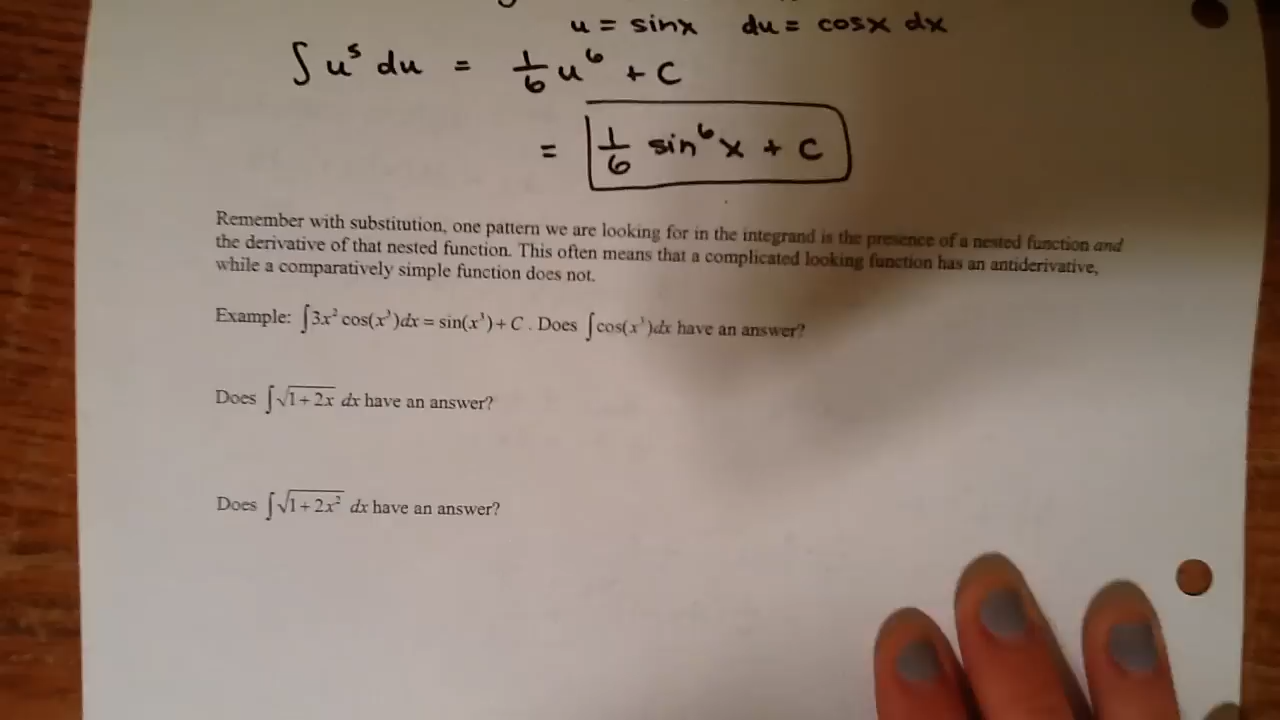 u = sinx du = cosx dx
∫ u⁵ du = 1/6 u⁶ + C
= 1/6 sin⁶ x + C
Remember with substitution, one pattern we are looking for in the integrand is the presence of a nested function and
the derivative of that nested function. This often means that a complicated looking function has an antiderivative,
while a comparatively simple function does not.
Example: ∫3x² cos(x³)dx = sin(x³) + C . Does ∫cos(x³)dx have an answer?
Does ∫√(1+2x) dx have an answer?
Does ∫√(1+2x²) dx have an answer?